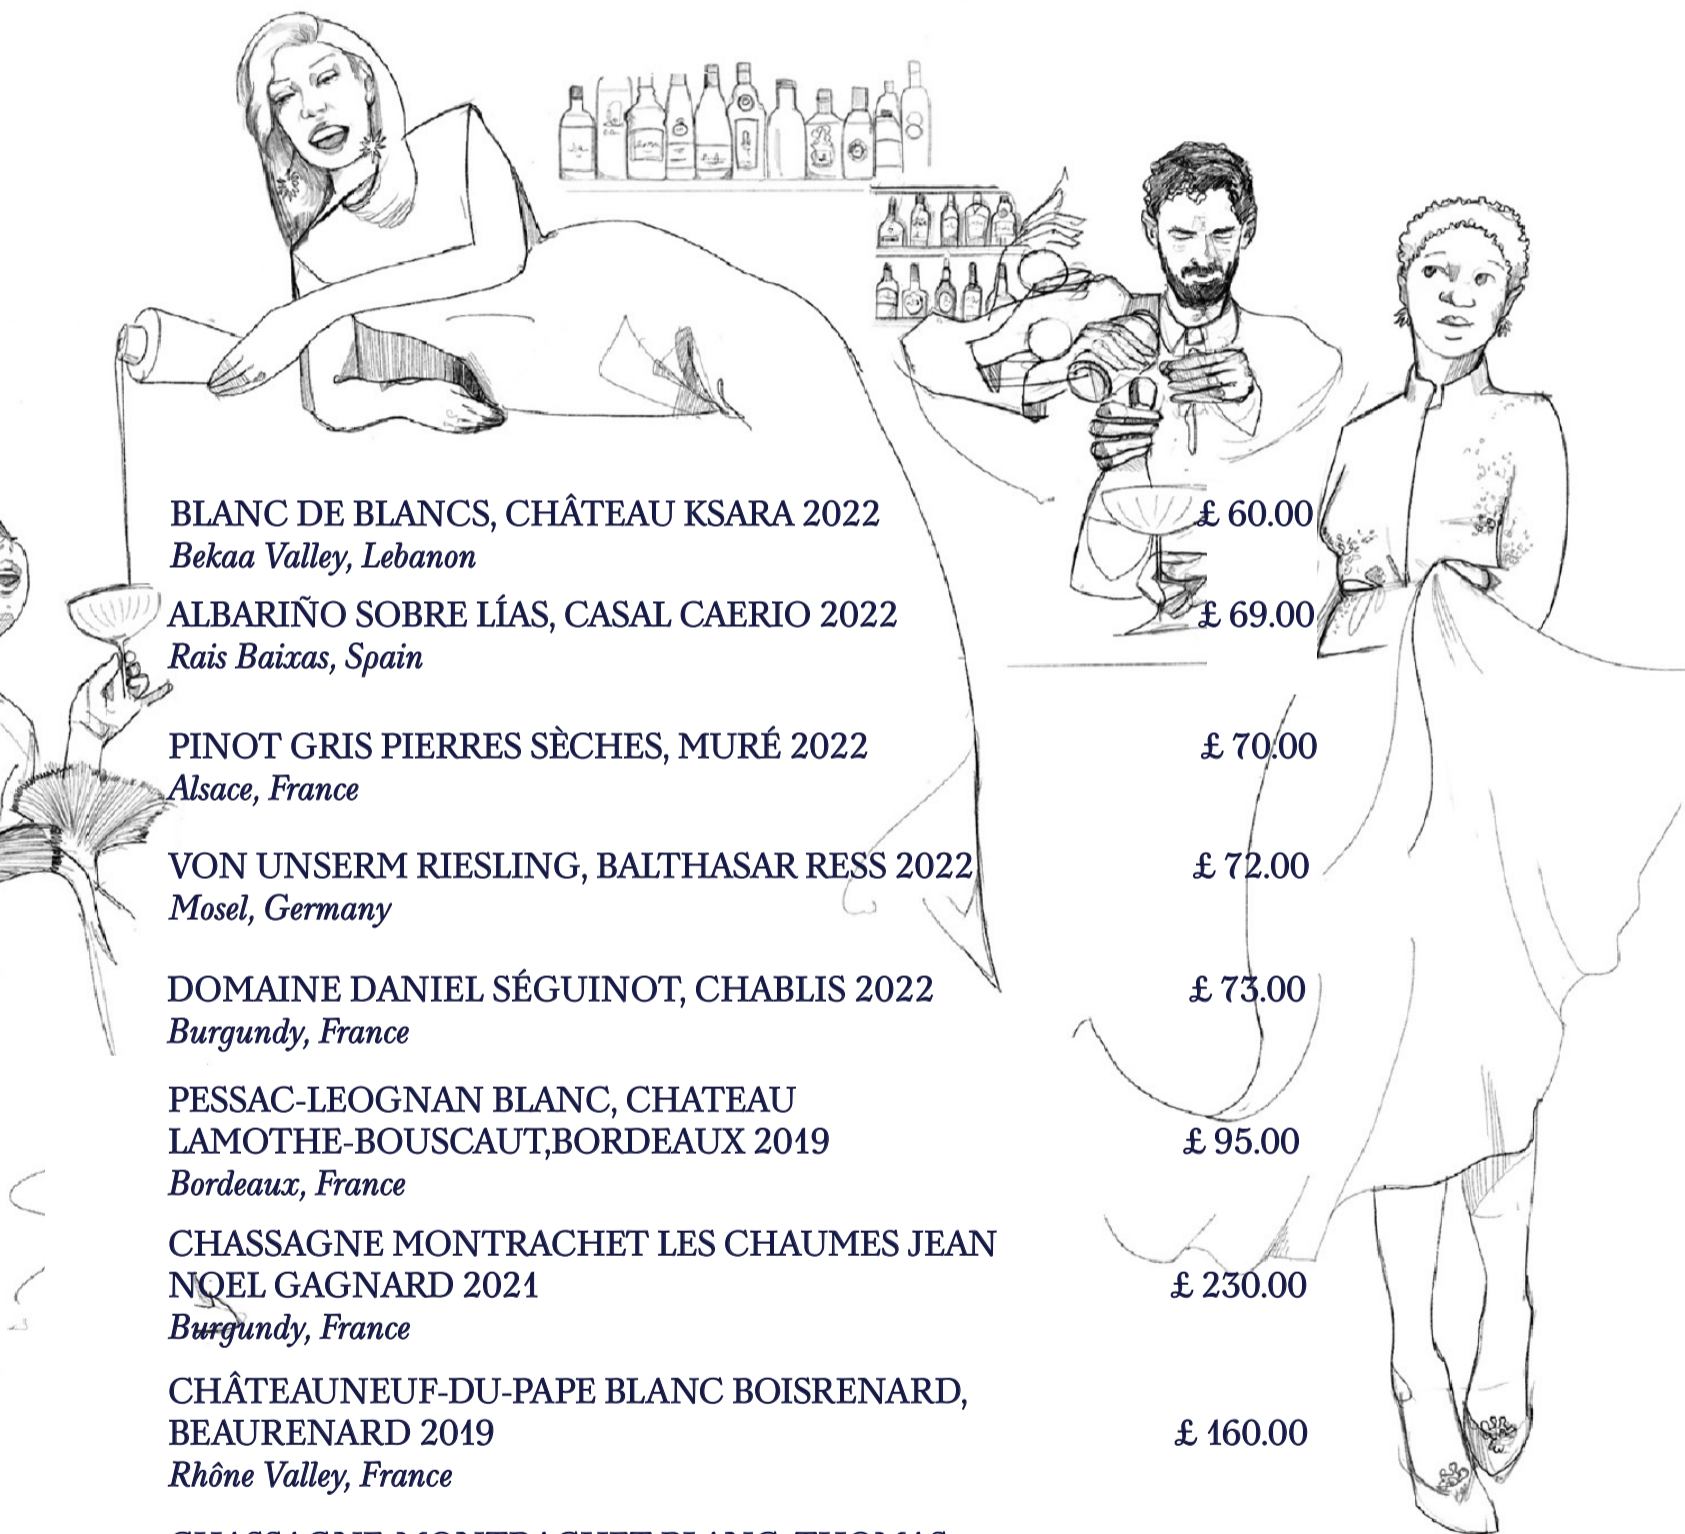 BLANC DE BLANCS, CHÂTEAU KSARA 2022 £ 60.00
Bekaa Valley, Lebanon
ALBARIÑO SOBRE LÍAS, CASAL CAERIO 2022 £ 69.00
Rais Baixas, Spain
PINOT GRIS PIERRES SÈCHES, MURÉ 2022 £ 70.00
Alsace, France
VON UNSERM RIESLING, BALTHASAR RESS 2022 £ 72.00
Mosel, Germany
DOMAINE DANIEL SÉGUINOT, CHABLIS 2022 £ 73.00
Burgundy, France
PESSAC-LEOGNAN BLANC, CHATEAU
LAMOTHE-BOUSCAUT,BORDEAUX 2019 £ 95.00
Bordeaux, France
CHASSAGNE MONTRACHET LES CHAUMES JEAN
NOEL GAGNARD 2021 £ 230.00
Burgundy, France
CHÂTEAUNEUF-DU-PAPE BLANC BOISRENARD,
BEAURENARD 2019 £ 160.00
Rhône Valley, France